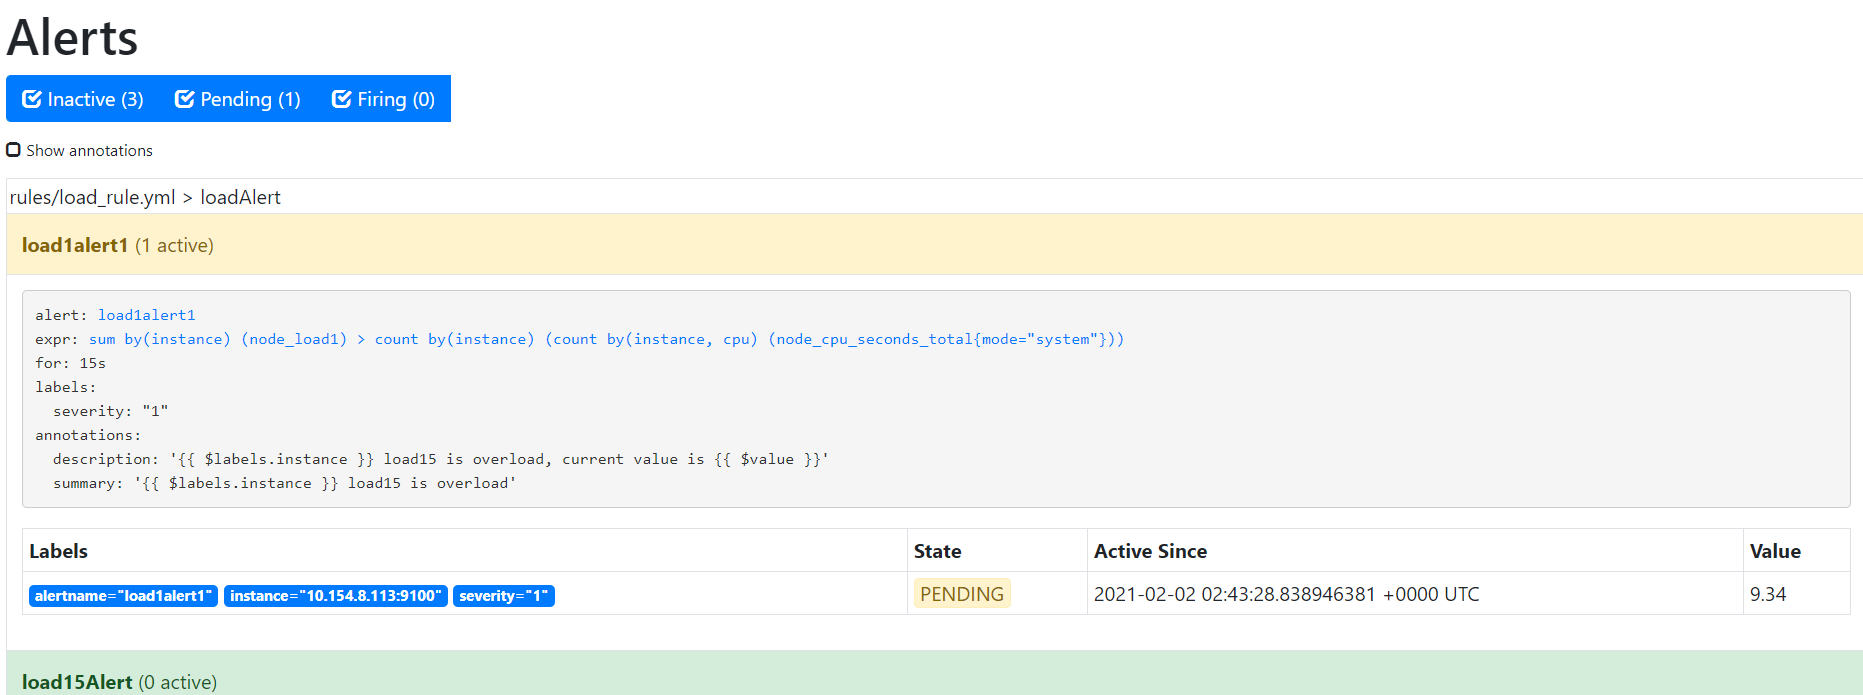 Alerts
Inactive (3) Pending (1) Firing (0)
Show annotations
rules/load_rule.yml > loadAlert
load1alert1 (1 active)
alert: load1alert1
expr: sum by(instance) (node_load1) > count by(instance) (count by(instance, cpu) (node_cpu_seconds_total{mode="system"}))
for: 15s
labels:
  severity: "1"
annotations:
  description: '{{ $labels.instance }} load15 is overload, current value is {{ $value }}'
  summary: '{{ $labels.instance }} load15 is overload'
Labels State Active Since Value
alertname="load1alert1" instance="10.154.8.113:9100" severity="1" PENDING 2021-02-02 02:43:28.838946381 +0000 UTC 9.34
load15Alert (0 active)